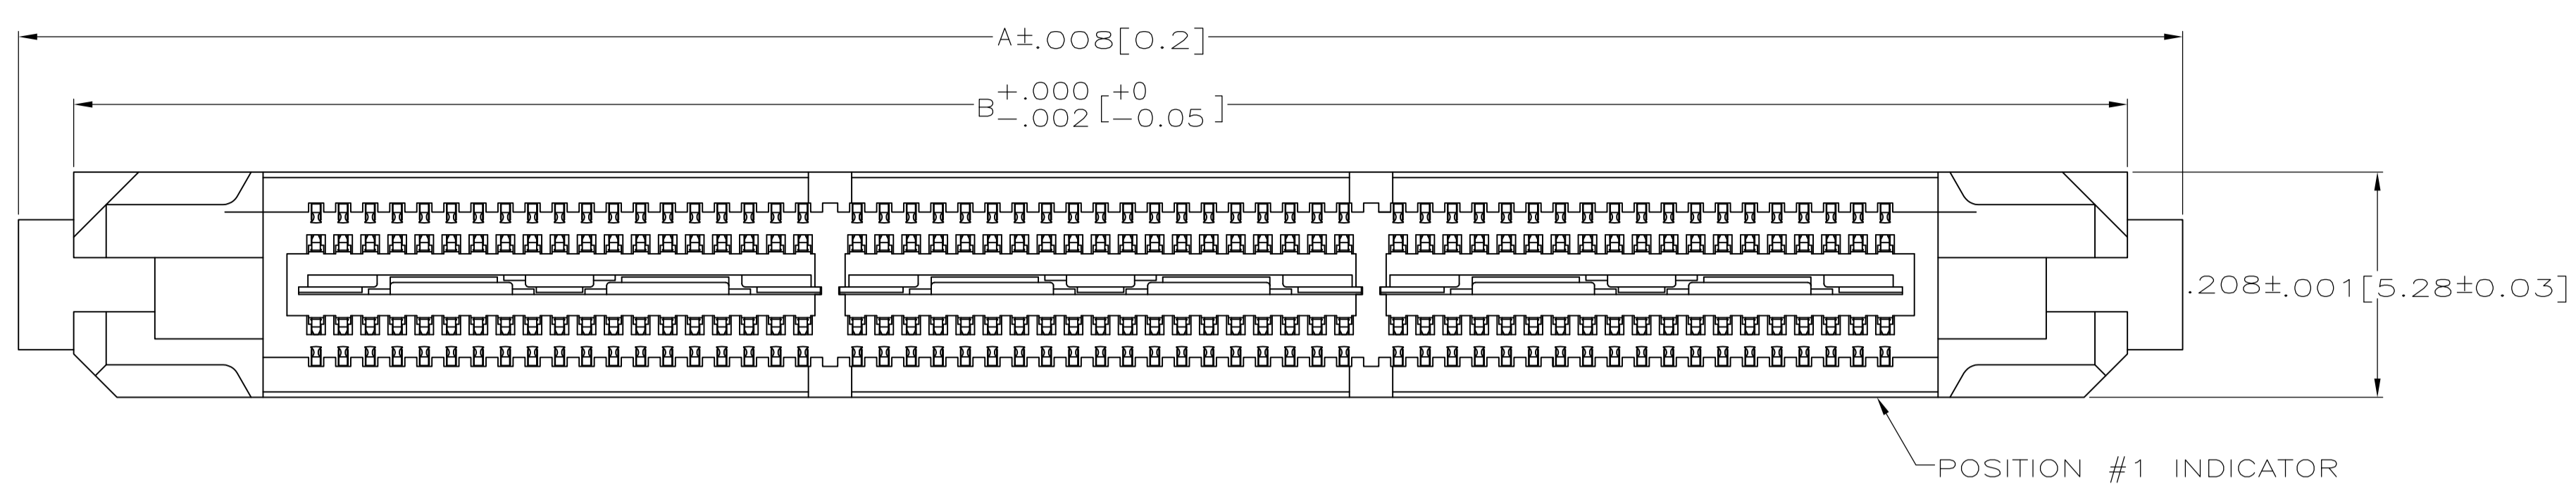 A±.008[0.2]
B+.000 -.002[+0 -0.05]
.208±.001[5.28±0.03]
POSITION #1 INDICATOR